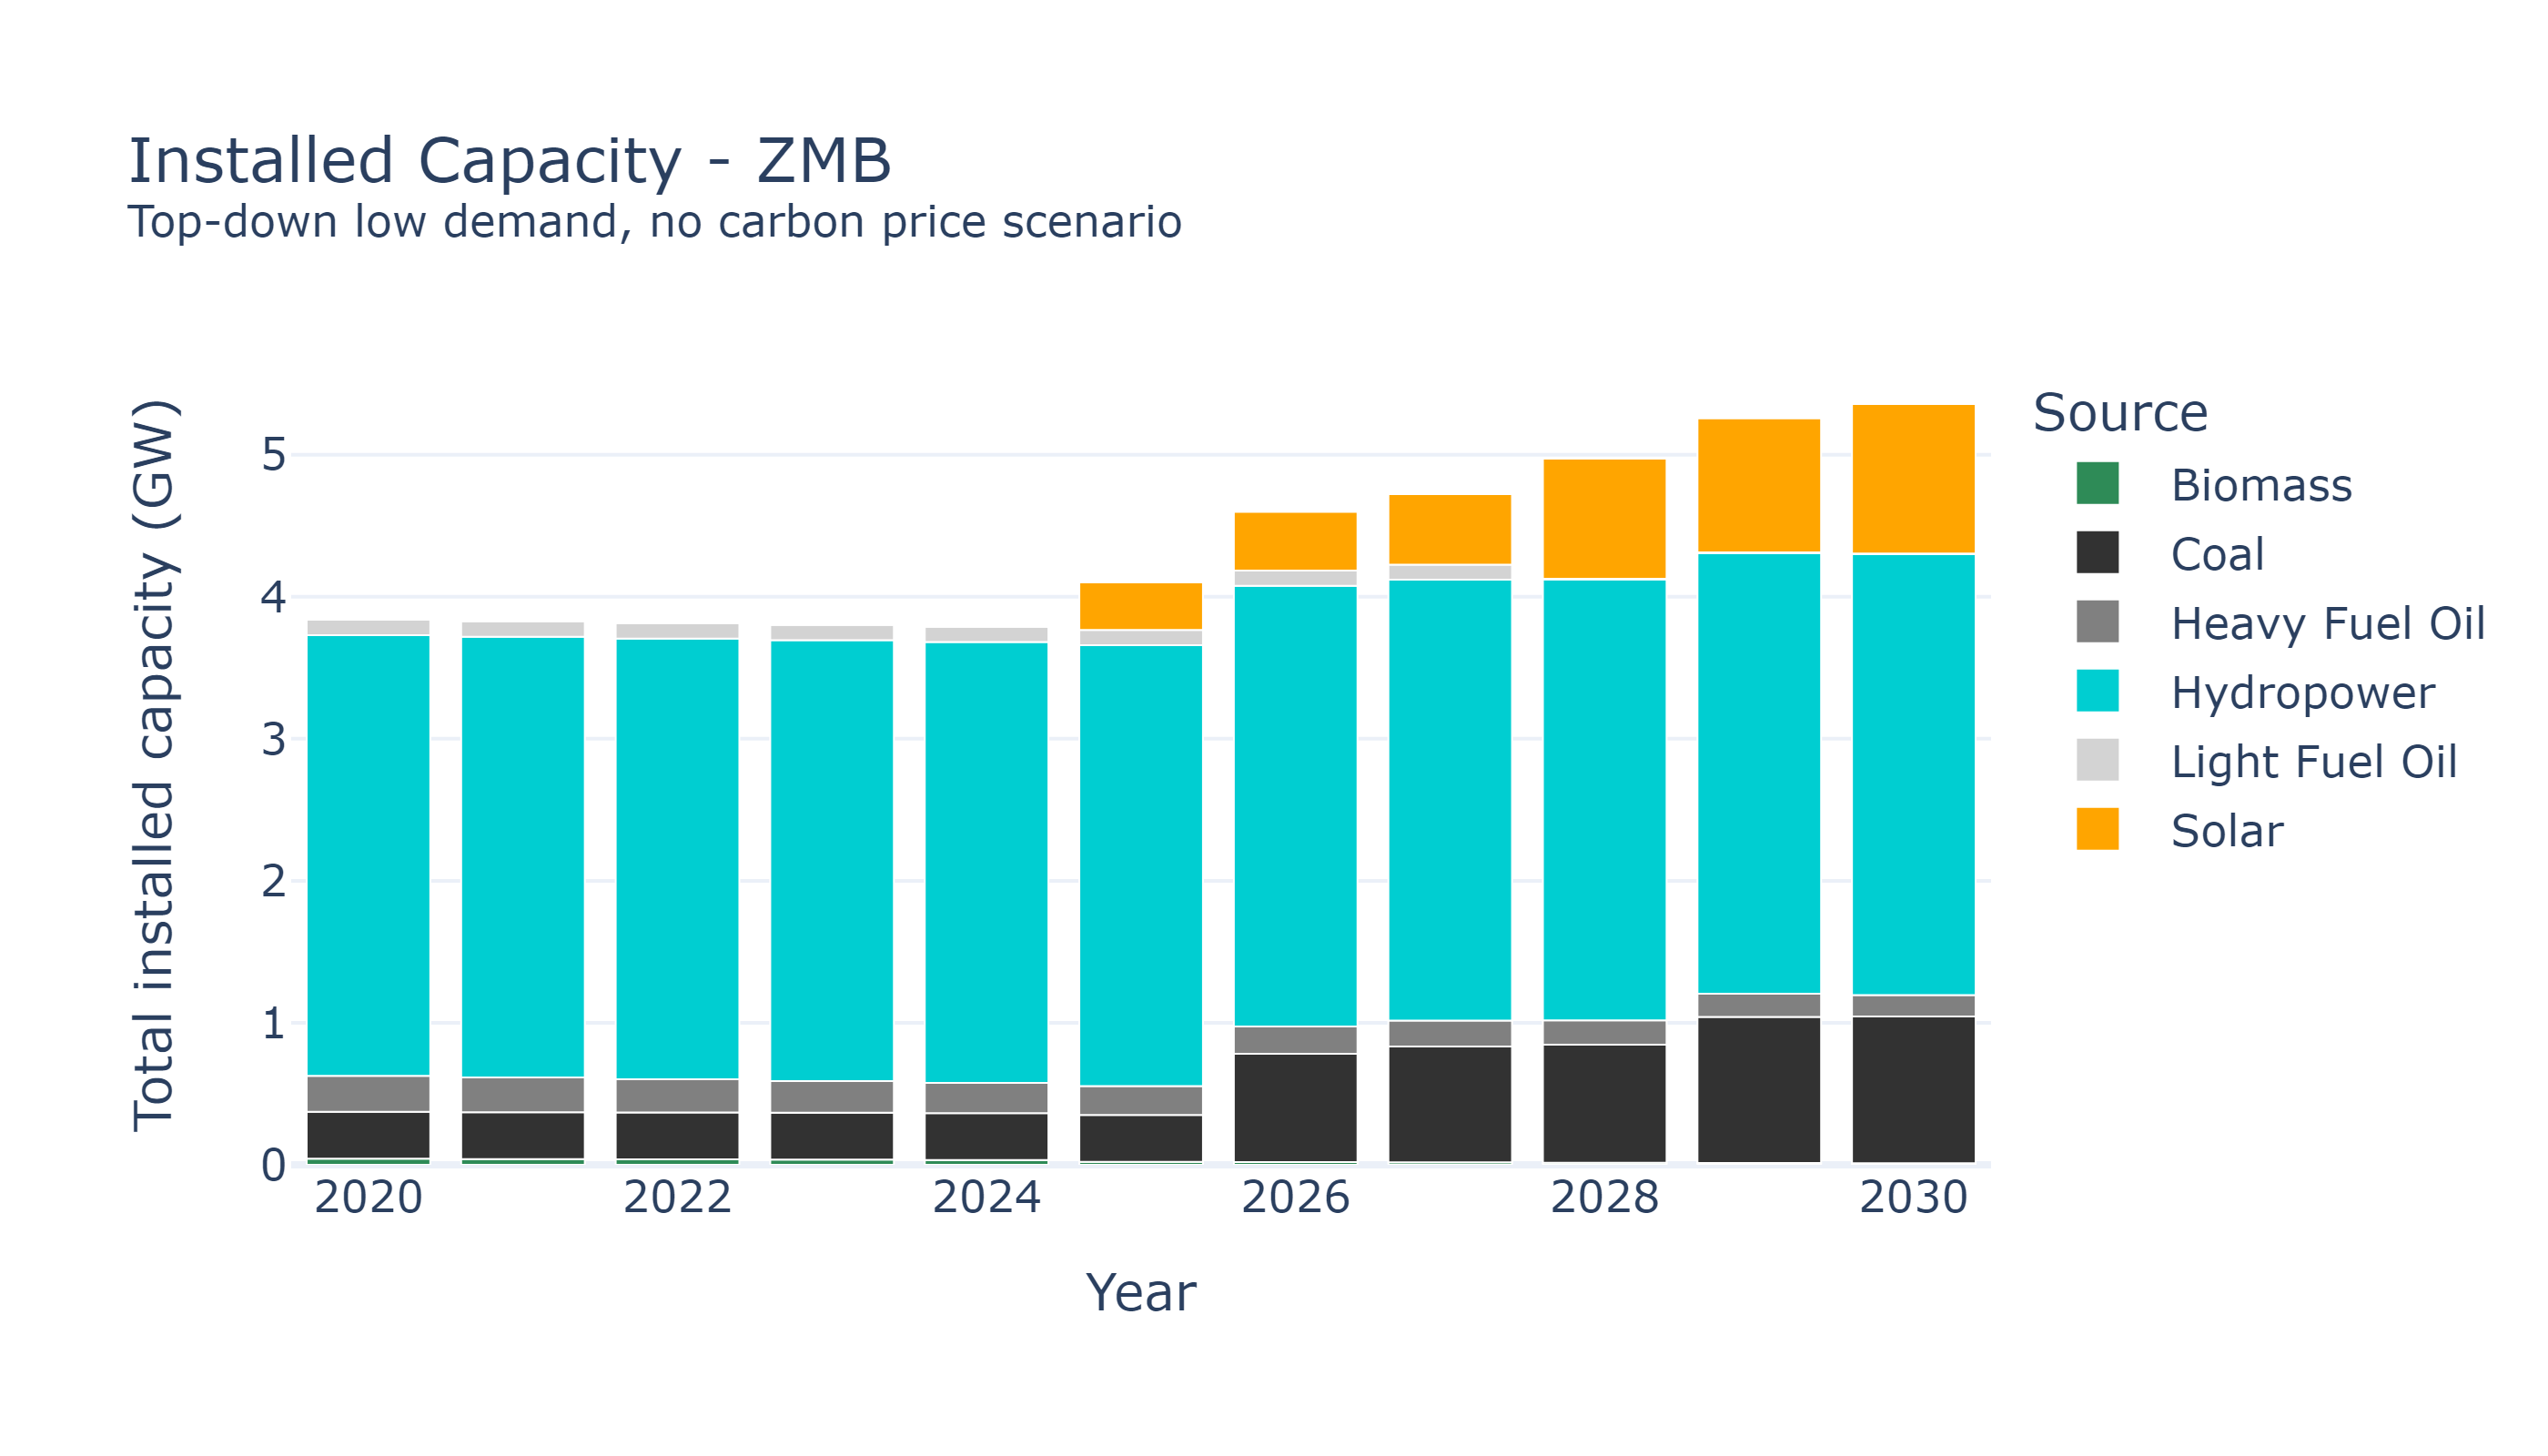 Installed Capacity - ZMB
Top-down low demand, no carbon price scenario
Total installed capacity (GW)
5
4
3
2
1
0
2020 2022 2024 2026 2028 2030
Year
Source
Biomass
Coal
Heavy Fuel Oil
Hydropower
Light Fuel Oil
Solar